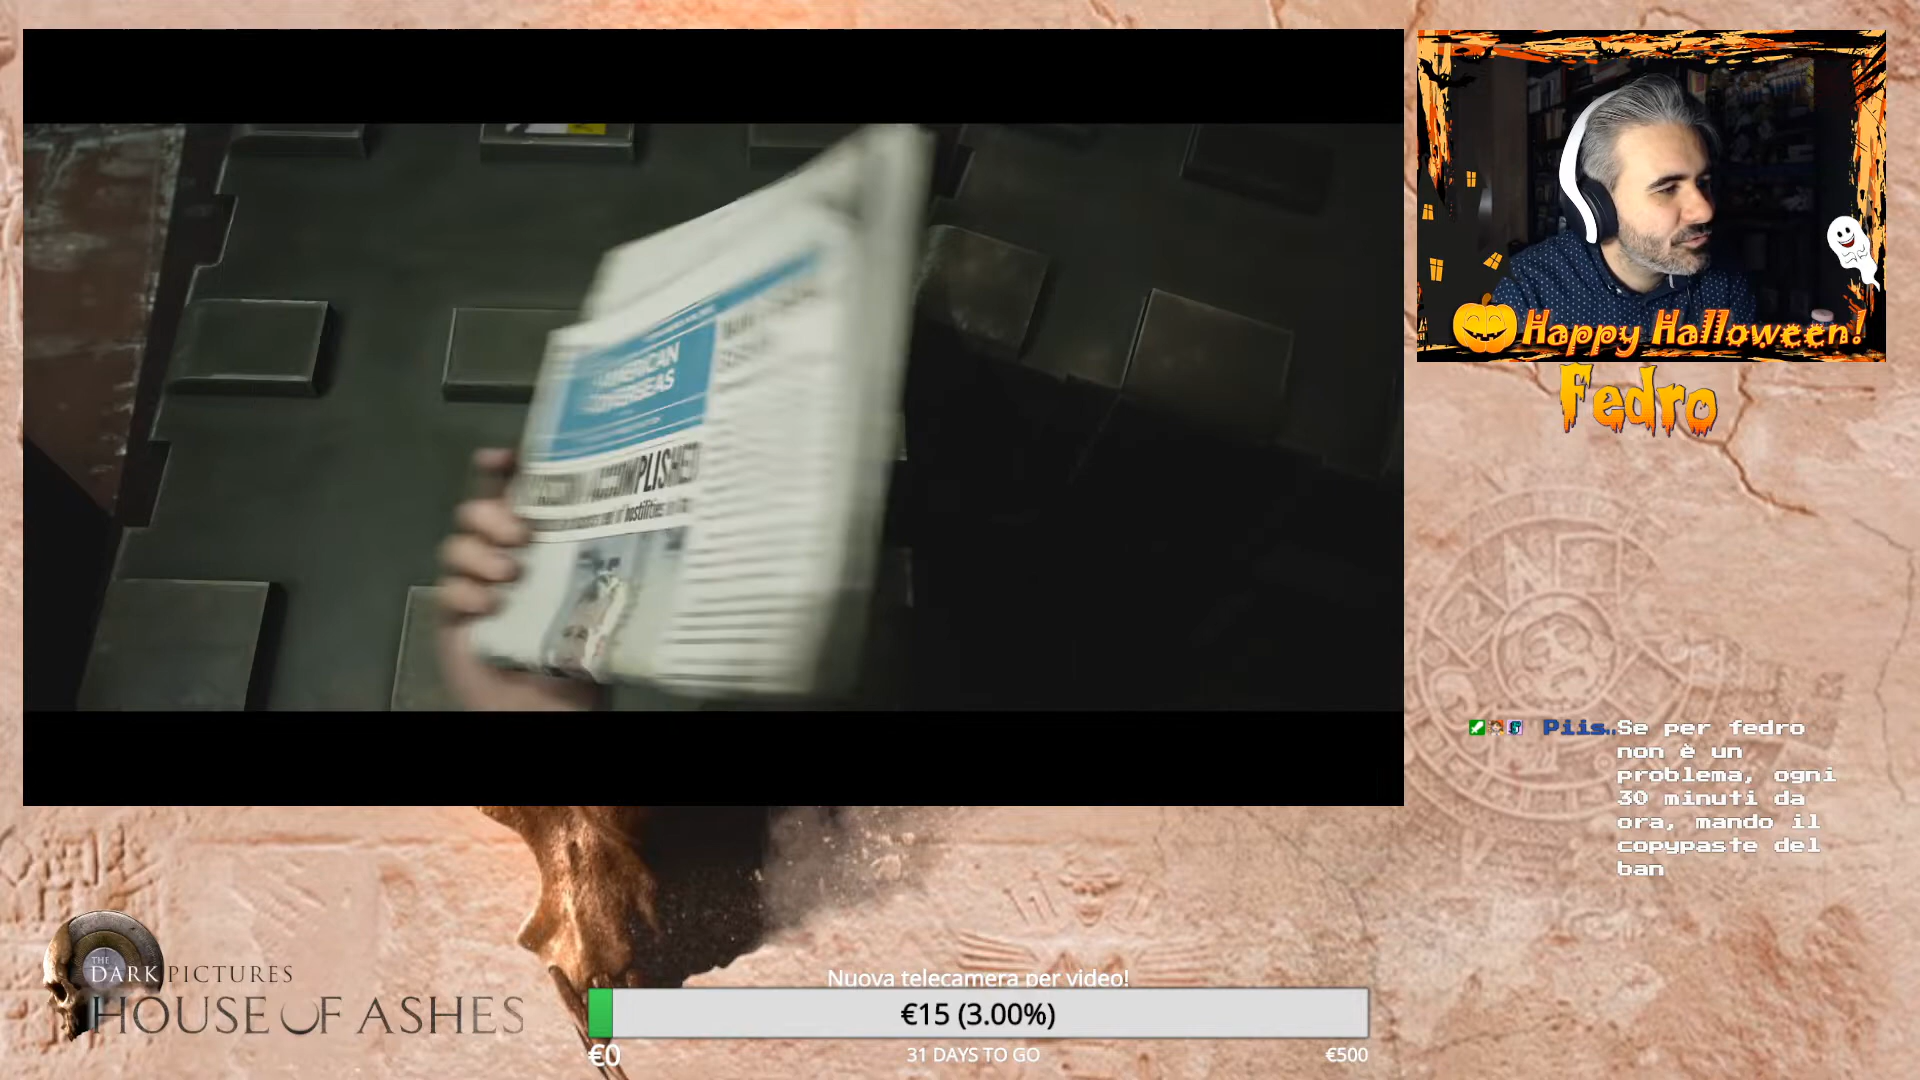 AMERICAN
OVERSEAS
MISSION ACCOMPLISHED
Happy Halloween!
Fedro
Piis..Se per fedro
non è un
problema, ogni
30 minuti da
ora, mando il
copypaste del
ban
THE
DARK PICTURES
HOUSE OF ASHES
Nuova telecamera per video!
€15 (3.00%)
€0
31 DAYS TO GO
€500